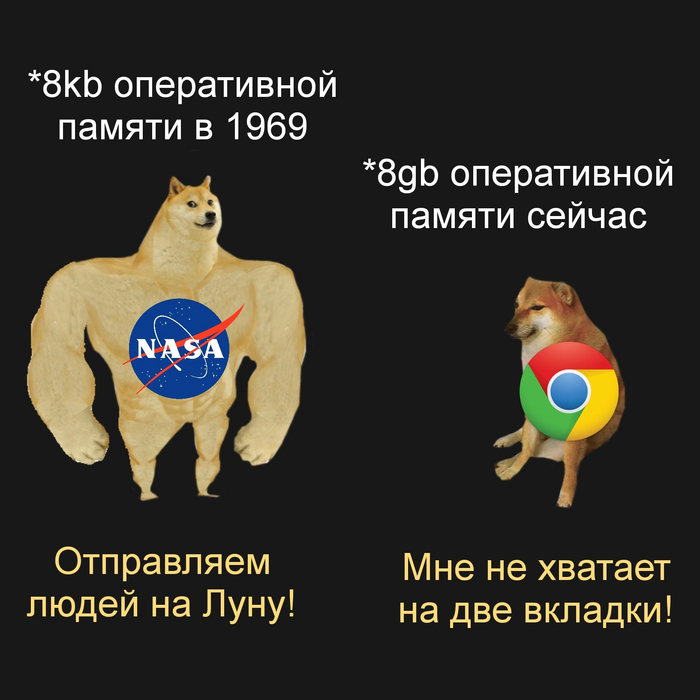 *8kb оперативной
памяти в 1969
*8gb оперативной
памяти сейчас
NASA
Отправляем
людей на Луну!
Мне не хватает
на две вкладки!